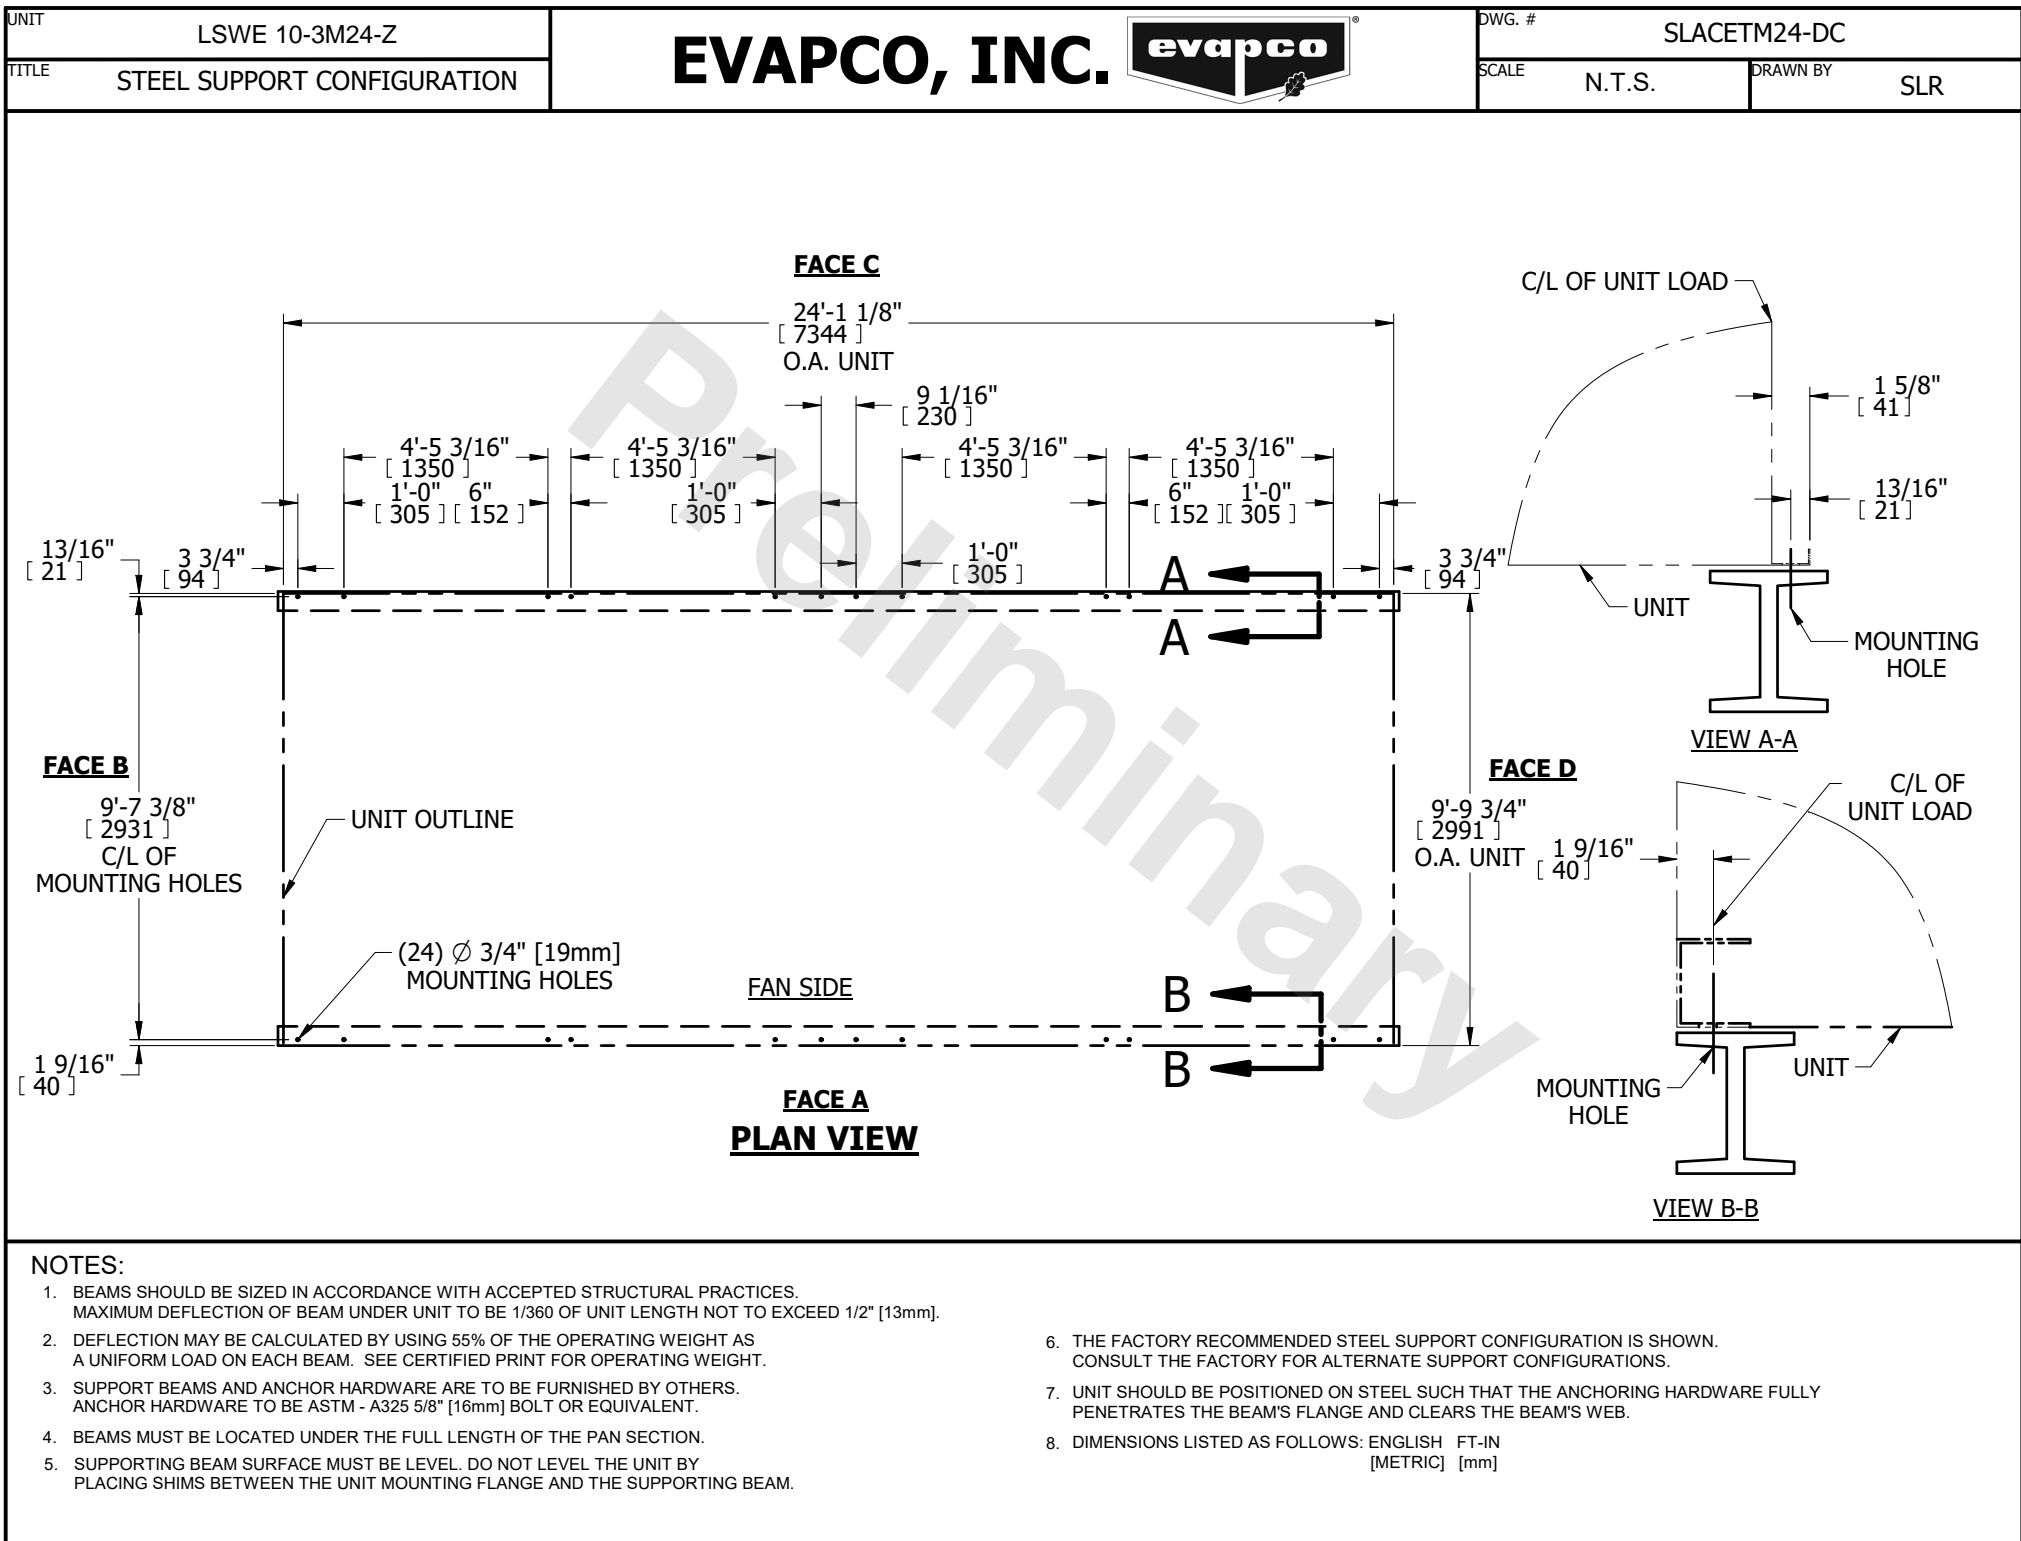 UNIT
LSWE 10-3M24-Z
TITLE
STEEL SUPPORT CONFIGURATION
EVAPCO, INC.
evapco
®
DWG. #
SLACETM24-DC
SCALE
N.T.S.
DRAWN BY
SLR
FACE C
24'-1 1/8"
[ 7344 ]
O.A. UNIT
9 1/16"
[ 230 ]
4'-5 3/16"
[ 1350 ]
4'-5 3/16"
[ 1350 ]
4'-5 3/16"
[ 1350 ]
4'-5 3/16"
[ 1350 ]
1'-0"
[ 305 ]
6"
[ 152 ]
1'-0"
[ 305 ]
6"
[ 152 ]
1'-0"
[ 305 ]
13/16"
[ 21 ]
3 3/4"
[ 94 ]
1'-0"
[ 305 ]
3 3/4"
[ 94 ]
A
A
FACE B
9'-7 3/8"
[ 2931 ]
C/L OF
MOUNTING HOLES
UNIT OUTLINE
(24) ∅ 3/4" [19mm]
MOUNTING HOLES
FAN SIDE
B
B
1 9/16"
[ 40 ]
FACE A
PLAN VIEW
FACE D
9'-9 3/4"
[ 2991 ]
O.A. UNIT
Preliminary
C/L OF UNIT LOAD
1 5/8"
[ 41 ]
13/16"
[ 21 ]
UNIT
MOUNTING
HOLE
VIEW A-A
C/L OF
UNIT LOAD
1 9/16"
[ 40 ]
UNIT
MOUNTING
HOLE
VIEW B-B
NOTES:
1. BEAMS SHOULD BE SIZED IN ACCORDANCE WITH ACCEPTED STRUCTURAL PRACTICES.
MAXIMUM DEFLECTION OF BEAM UNDER UNIT TO BE 1/360 OF UNIT LENGTH NOT TO EXCEED 1/2" [13mm].
2. DEFLECTION MAY BE CALCULATED BY USING 55% OF THE OPERATING WEIGHT AS
A UNIFORM LOAD ON EACH BEAM. SEE CERTIFIED PRINT FOR OPERATING WEIGHT.
3. SUPPORT BEAMS AND ANCHOR HARDWARE ARE TO BE FURNISHED BY OTHERS.
ANCHOR HARDWARE TO BE ASTM - A325 5/8" [16mm] BOLT OR EQUIVALENT.
4. BEAMS MUST BE LOCATED UNDER THE FULL LENGTH OF THE PAN SECTION.
5. SUPPORTING BEAM SURFACE MUST BE LEVEL. DO NOT LEVEL THE UNIT BY
PLACING SHIMS BETWEEN THE UNIT MOUNTING FLANGE AND THE SUPPORTING BEAM.
6. THE FACTORY RECOMMENDED STEEL SUPPORT CONFIGURATION IS SHOWN.
CONSULT THE FACTORY FOR ALTERNATE SUPPORT CONFIGURATIONS.
7. UNIT SHOULD BE POSITIONED ON STEEL SUCH THAT THE ANCHORING HARDWARE FULLY
PENETRATES THE BEAM'S FLANGE AND CLEARS THE BEAM'S WEB.
8. DIMENSIONS LISTED AS FOLLOWS: ENGLISH FT-IN
[METRIC] [mm]